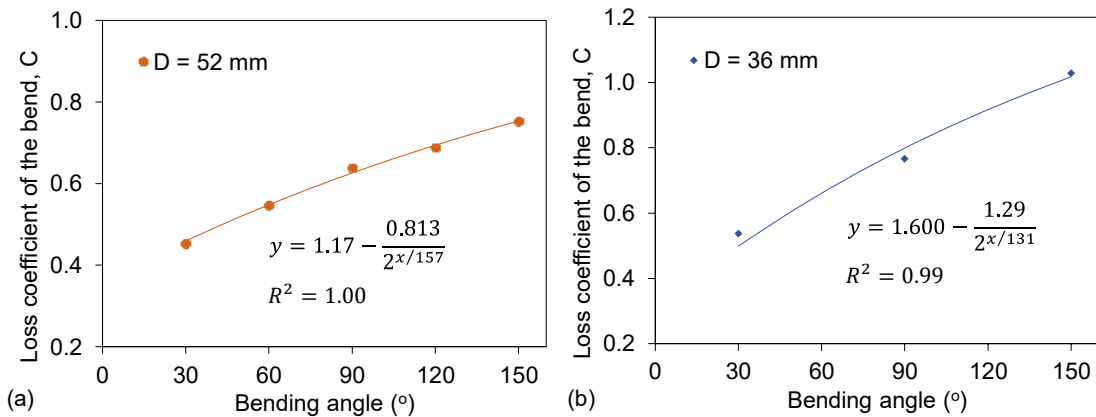 1.0
0.8
0.6
0.4
0.2
Loss coefficient of the bend, C
D = 52 mm
y = 1.17 − 0.813 / 2^{x/157}
R² = 1.00
0 30 60 90 120 150
Bending angle (°)
(a)
1.2
1.0
0.8
0.6
0.4
0.2
Loss coefficient of the bend, C
D = 36 mm
y = 1.600 − 1.29 / 2^{x/131}
R² = 0.99
0 30 60 90 120 150
Bending angle (°)
(b)